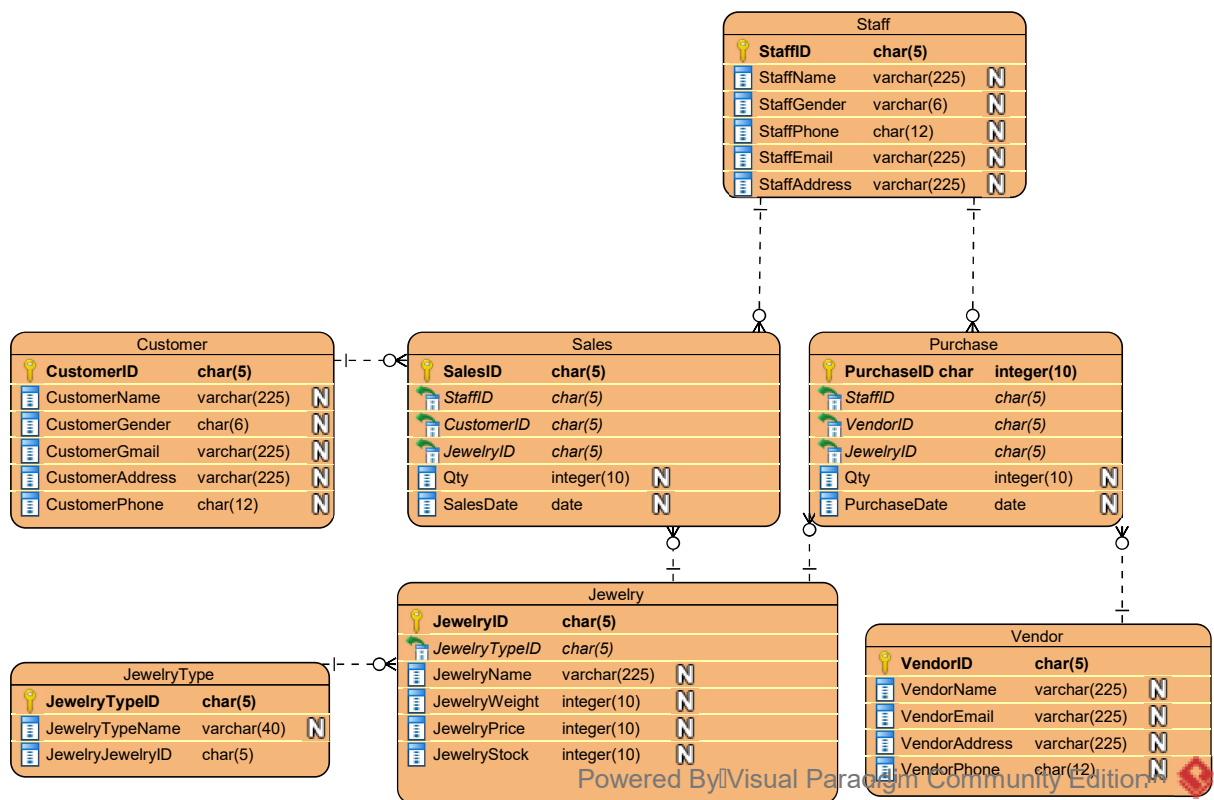 Staff
StaffID char(5)
StaffName varchar(225) N
StaffGender varchar(6) N
StaffPhone char(12) N
StaffEmail varchar(225) N
StaffAddress varchar(225) N
Customer
CustomerID char(5)
CustomerName varchar(225) N
CustomerGender char(6) N
CustomerGmail varchar(225) N
CustomerAddress varchar(225) N
CustomerPhone char(12) N
Sales
SalesID char(5)
StaffID char(5)
CustomerID char(5)
JewelryID char(5)
Qty integer(10) N
SalesDate date N
Purchase
PurchaseID char integer(10)
StaffID char(5)
VendorID char(5)
JewelryID char(5)
Qty integer(10) N
PurchaseDate date N
JewelryType
JewelryTypeID char(5)
JewelryTypeName varchar(40) N
JewelryJewelryID char(5)
Jewelry
JewelryID char(5)
JewelryTypeID char(5)
JewelryName varchar(225) N
JewelryWeight integer(10) N
JewelryPrice integer(10) N
JewelryStock integer(10) N
Vendor
VendorID char(5)
VendorName varchar(225) N
VendorEmail varchar(225) N
VendorAddress varchar(225) N
VendorPhone char(12) N
Powered By Visual Paradigm Community Edition